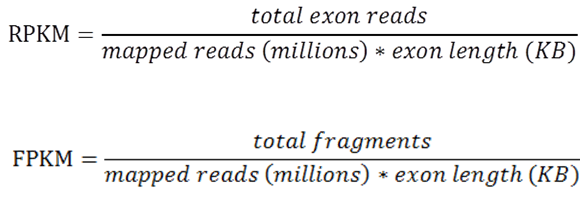 RPKM = total exon reads / mapped reads (millions) * exon length (KB)
FPKM = total fragments / mapped reads (millions) * exon length (KB)